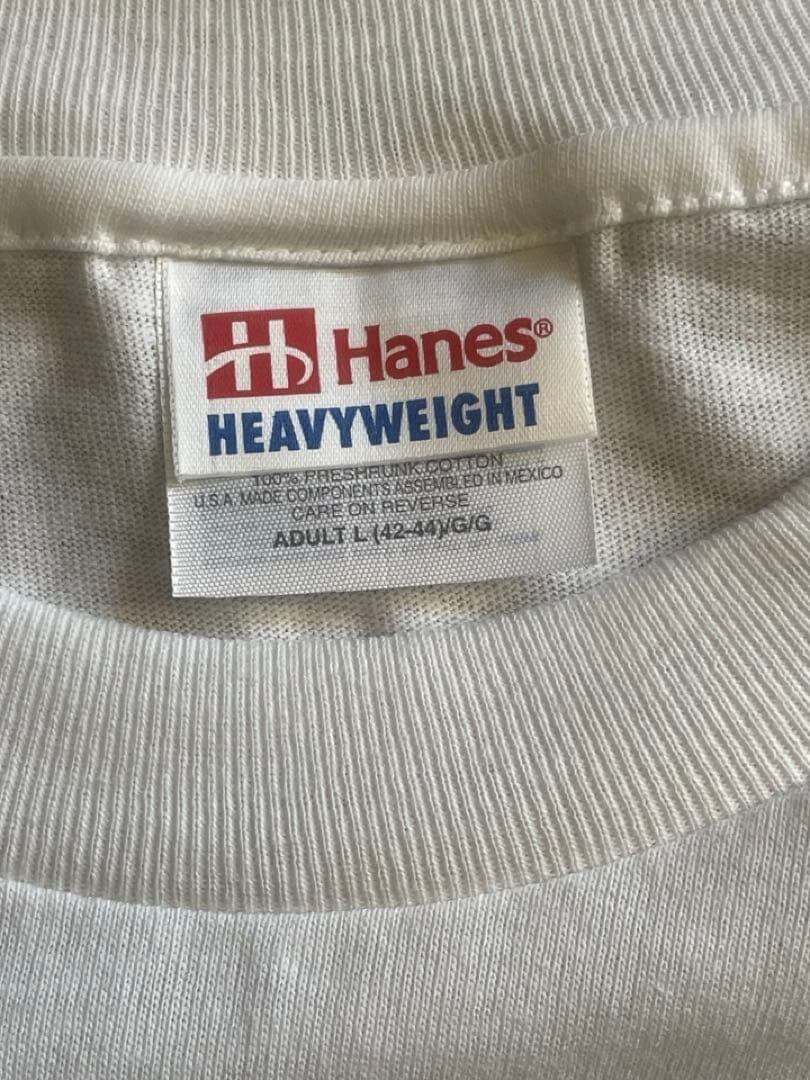 H Hanes®
HEAVYWEIGHT
100% PRESHRUNK COTTON
U.S.A. MADE COMPONENTS ASSEMBLED IN MEXICO
CARE ON REVERSE
ADULT L (42-44)/G/G